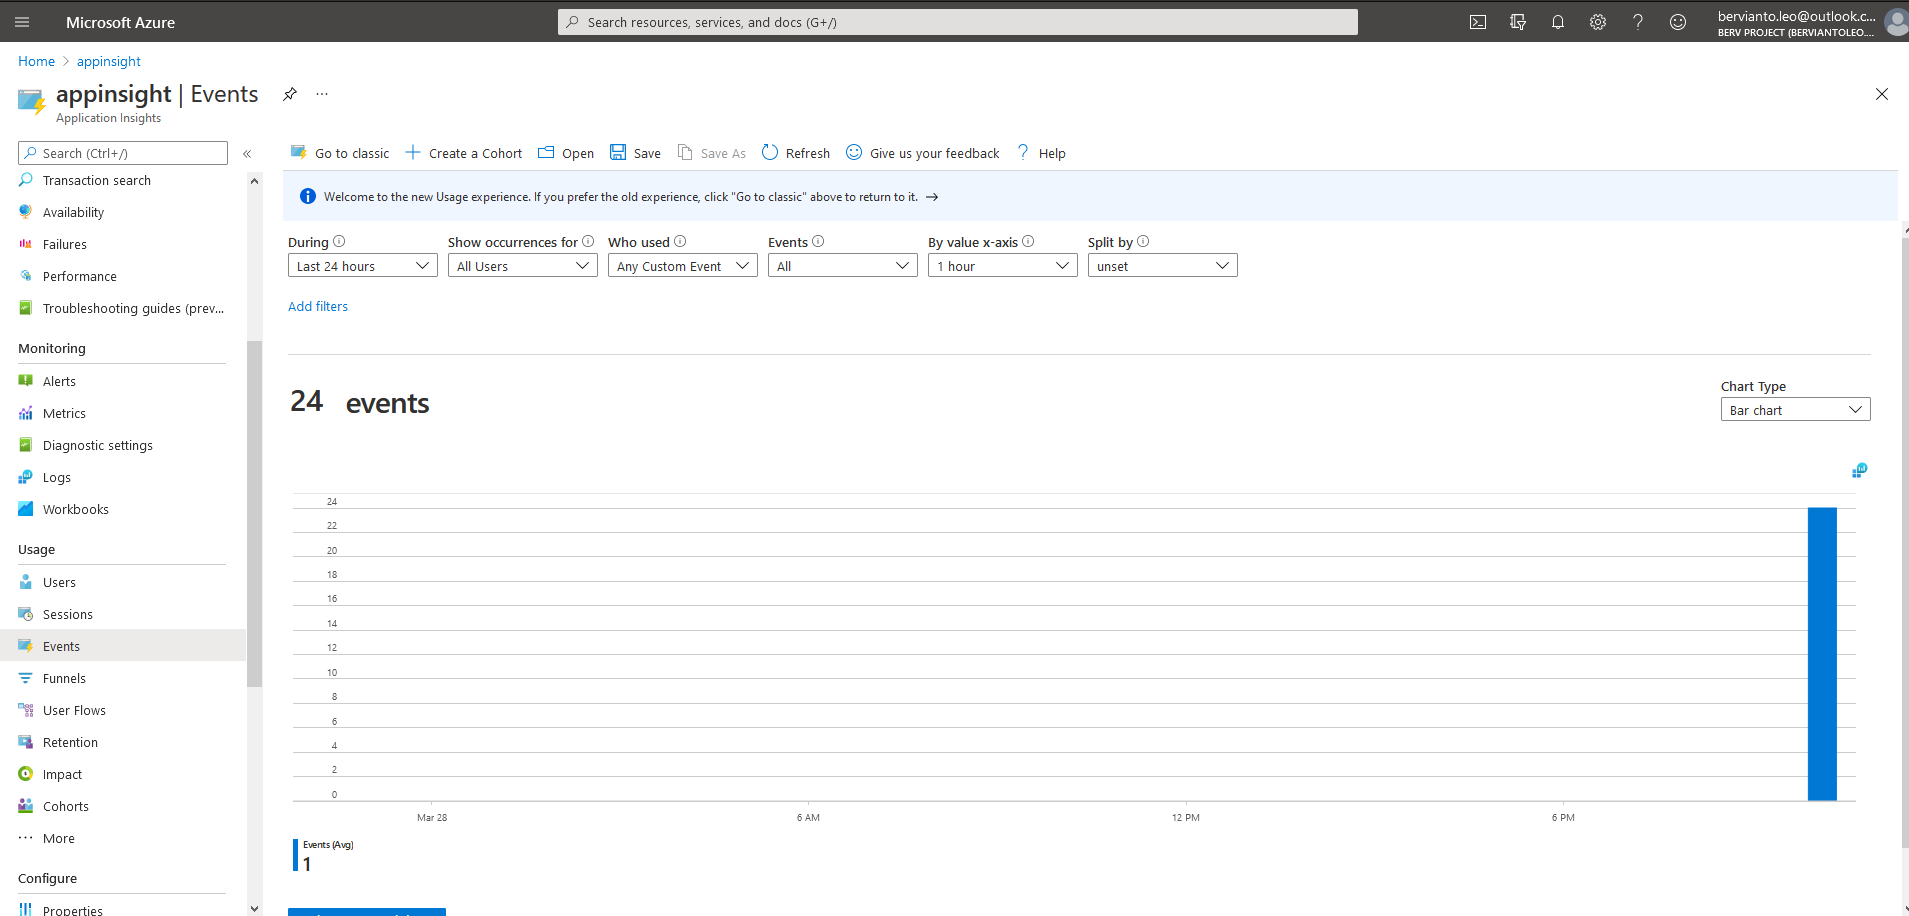 Microsoft Azure
Search resources, services, and docs (G+/)
bervianto.leo@outlook.c...
BERV PROJECT (BERVIANTOLEO....
Home > appinsight
appinsight | Events
...
Application Insights
Search (Ctrl+/)
«
Transaction search
Availability
Failures
Performance
Troubleshooting guides (prev...
Monitoring
Alerts
Metrics
Diagnostic settings
Logs
Workbooks
Usage
Users
Sessions
Events
Funnels
User Flows
Retention
Impact
Cohorts
More
Configure
Properties
Go to classic
Create a Cohort
Open
Save
Save As
Refresh
Give us your feedback
Help
Welcome to the new Usage experience. If you prefer the old experience, click "Go to classic" above to return to it. →
During
Last 24 hours
Show occurrences for
All Users
Who used
Any Custom Event
Events
All
By value x-axis
1 hour
Split by
unset
Add filters
24 events
Chart Type
Bar chart
24
22
20
18
16
14
12
10
8
6
4
2
0
Mar 28
6 AM
12 PM
6 PM
Events (Avg)
1